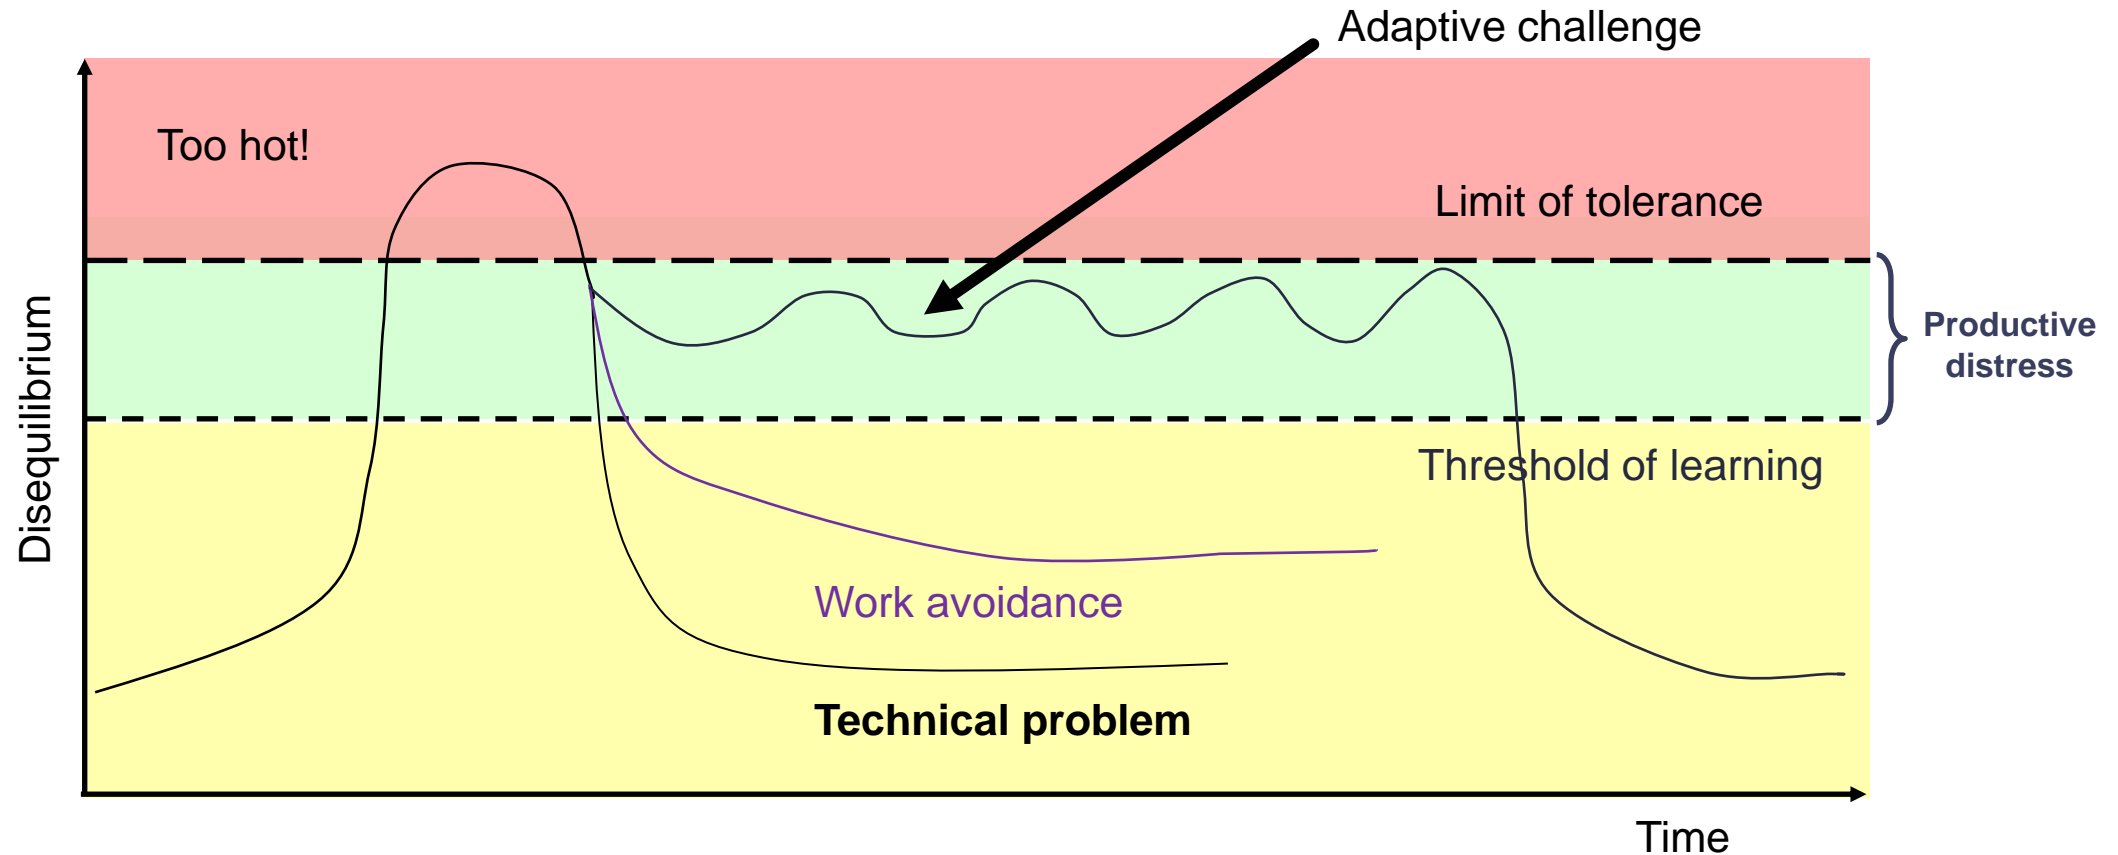 Adaptive challenge
Too hot!
Limit of tolerance
Productive
distress
Disequilibrium
Threshold of learning
Work avoidance
Technical problem
Time